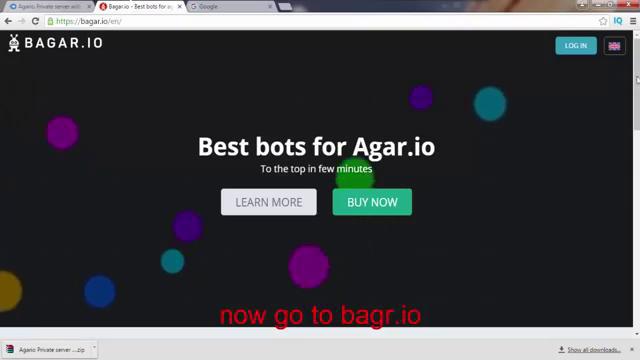 Agario Private server with
Bagar.io - Best bots for ag
Google
https://bagar.io/en/
IQ
BAGAR.IO
LOG IN
Best bots for Agar.io
To the top in few minutes
LEARN MORE
BUY NOW
now go to bagr.io
Agario Private server ....zip
Show all downloads...